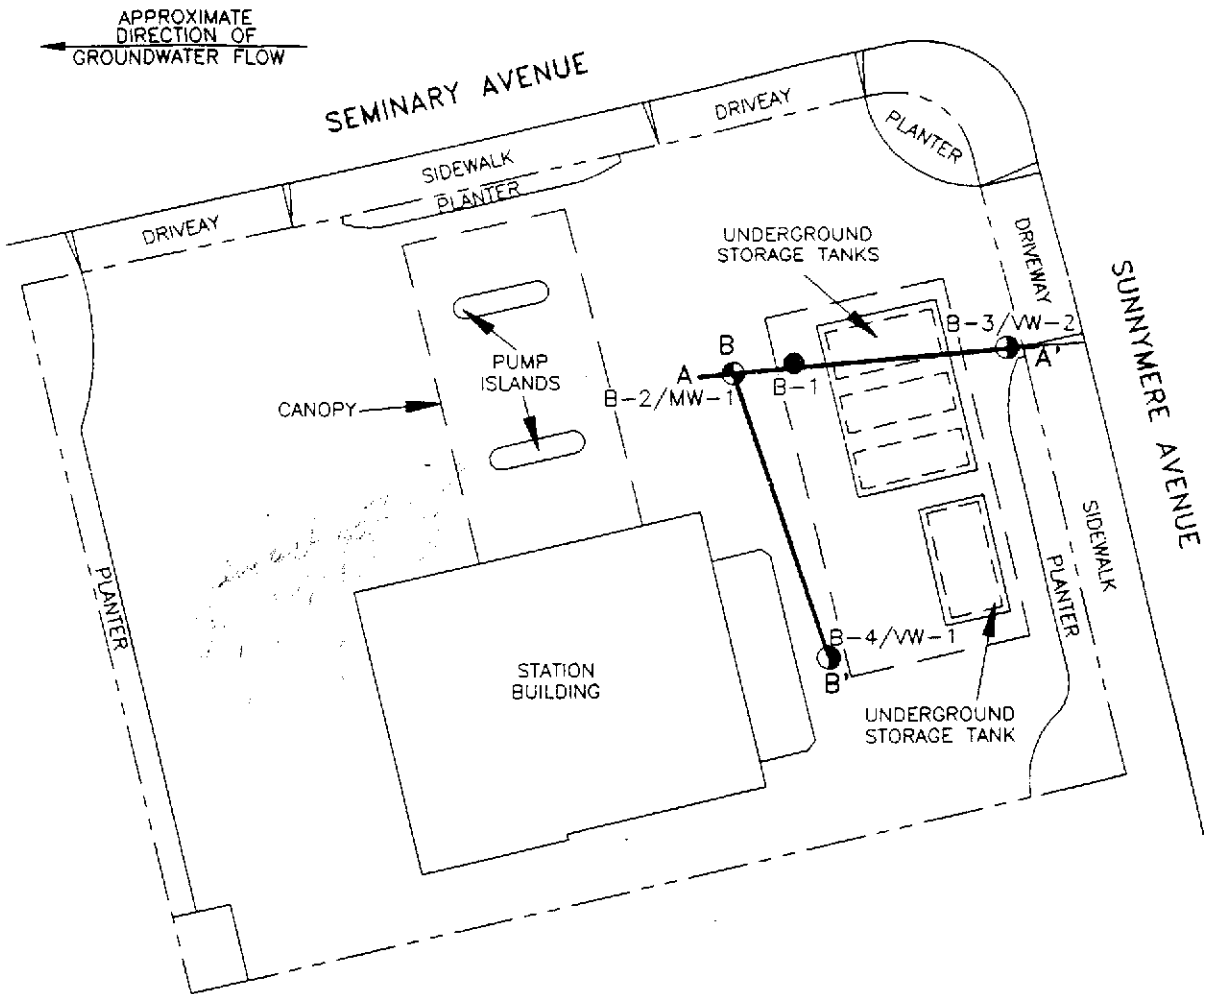 APPROXIMATE
DIRECTION OF
GROUNDWATER FLOW
SEMINARY AVENUE
DRIVEAY
SIDEWALK
PLANTER
DRIVEAY
PLANTER
DRIVEWAY
SUNNYMERE AVENUE
UNDERGROUND
STORAGE TANKS
B-3/VW-2
A'
B
A
B-2/MW-1
B-1
PUMP
ISLANDS
CANOPY
SIDEWALK
PLANTER
PLANTER
B-4/VW-1
B'
STATION
BUILDING
UNDERGROUND
STORAGE TANK